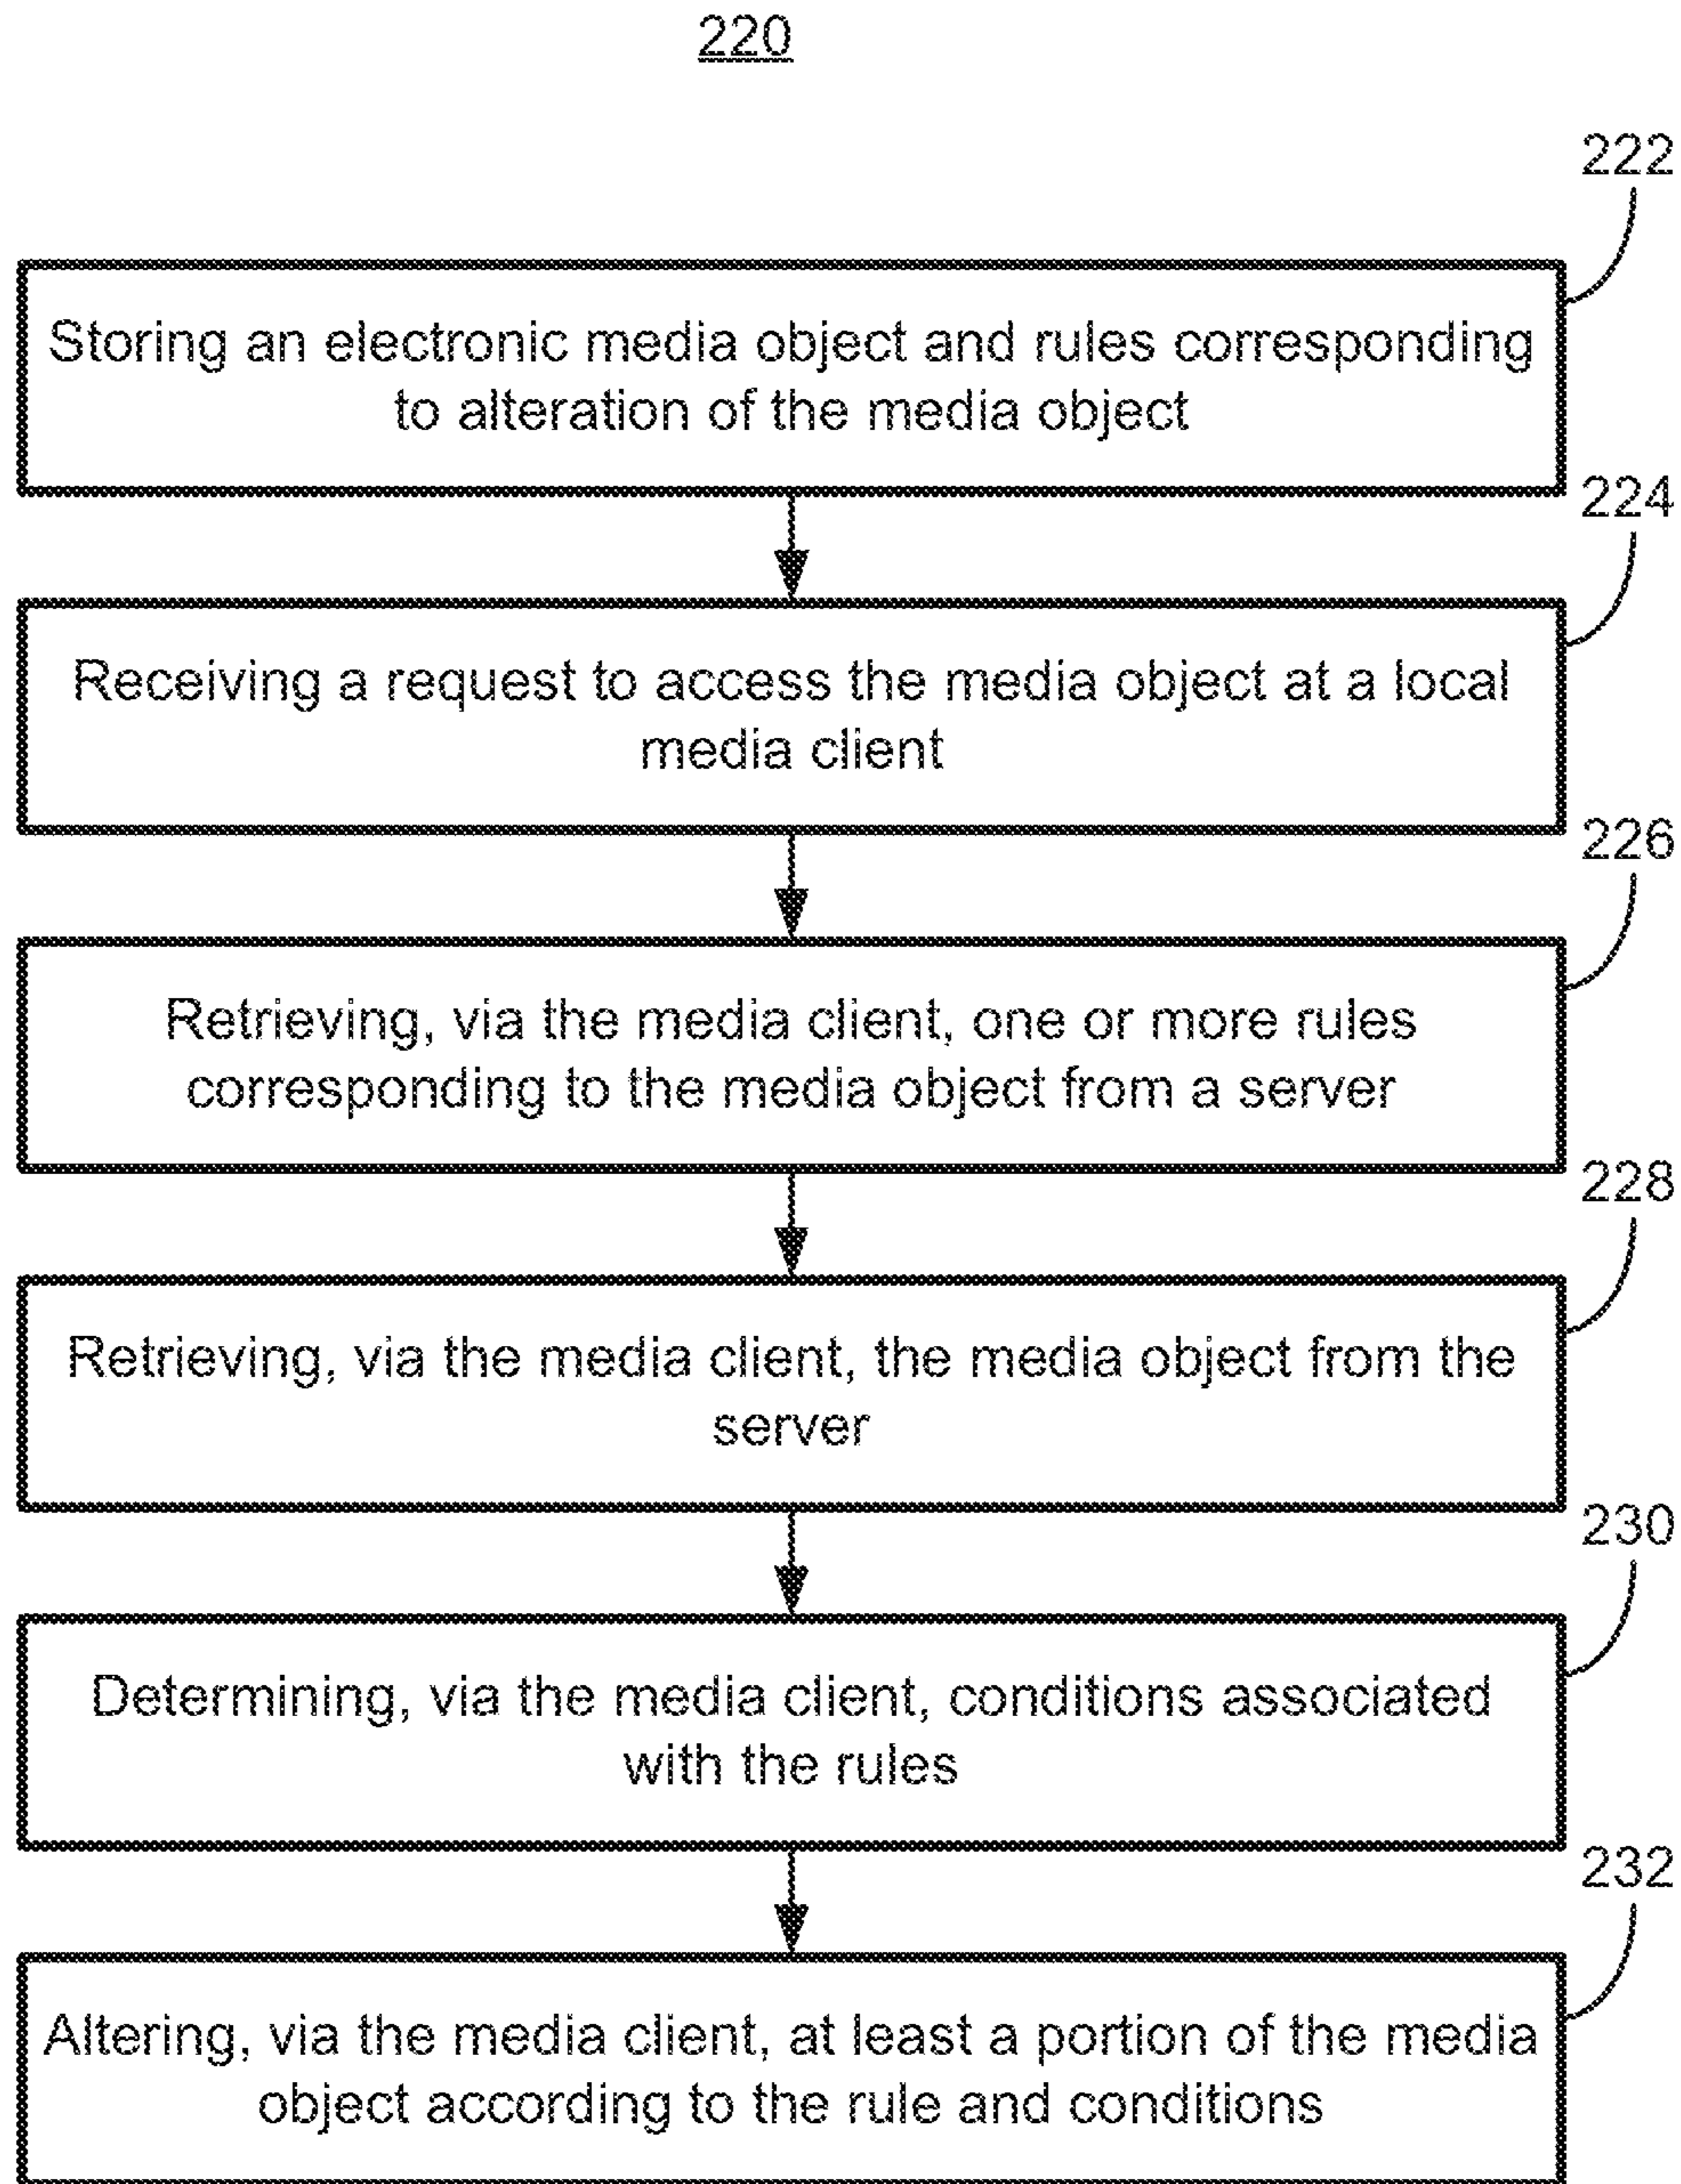 220
222
Storing an electronic media object and rules corresponding
to alteration of the media object
224
Receiving a request to access the media object at a local
media client
226
Retrieving, via the media client, one or more rules
corresponding to the media object from a server
228
Retrieving, via the media client, the media object from the
server
230
Determining, via the media client, conditions associated
with the rules
232
Altering, via the media client, at least a portion of the media
object according to the rule and conditions